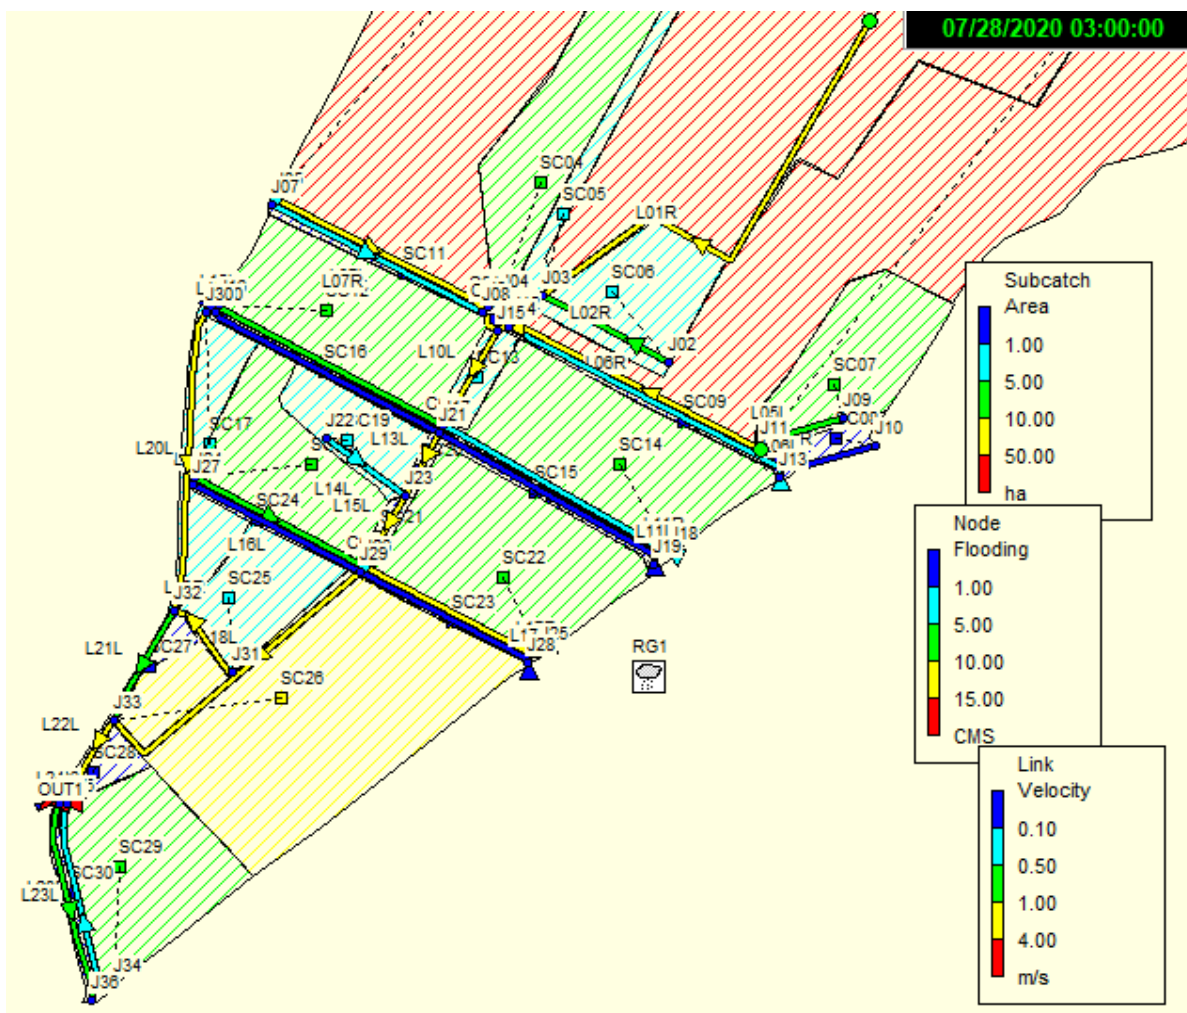 07/28/2020 03:00:00
SC04
J07
SC05
L01R
SC11
L07R
J03
SC06
J08
J300
J15
L02R
J02
L06R
L10L
SC16
SC07
SC09
J09
L05L
J11
J10
J21
J22
L13L
SC14
J13
SC17
L20L
J27
SC15
J23
L14L
SC24
L15L
L16L
J29
J19
SC22
SC25
SC23
J32
J28
L21L
SC27
J31
RG1
SC26
J33
L22L
SC28
OUT1
SC29
SC30
L23L
J34
J36
Subcatch
Area
1.00
5.00
10.00
50.00
ha
Node
Flooding
1.00
5.00
10.00
15.00
CMS
Link
Velocity
0.10
0.50
1.00
4.00
m/s